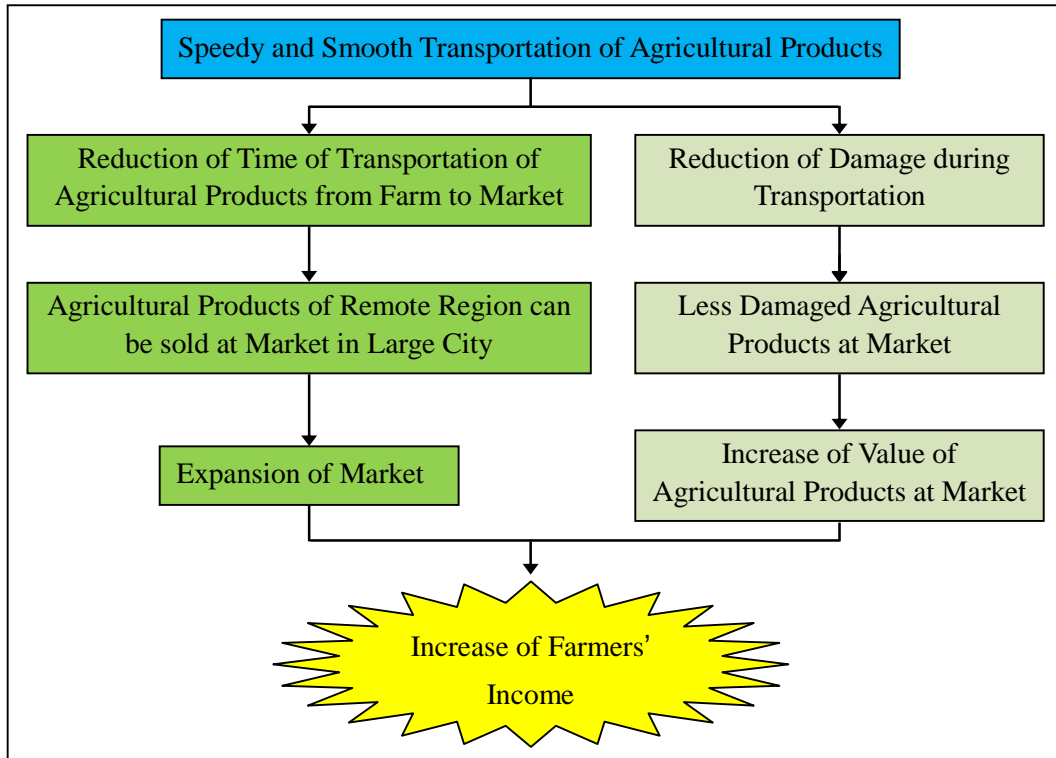 Speedy and Smooth Transportation of Agricultural Products
Reduction of Time of Transportation of
Agricultural Products from Farm to Market
Reduction of Damage during
Transportation
Agricultural Products of Remote Region can
be sold at Market in Large City
Less Damaged Agricultural
Products at Market
Expansion of Market
Increase of Value of
Agricultural Products at Market
Increase of Farmers’
Income